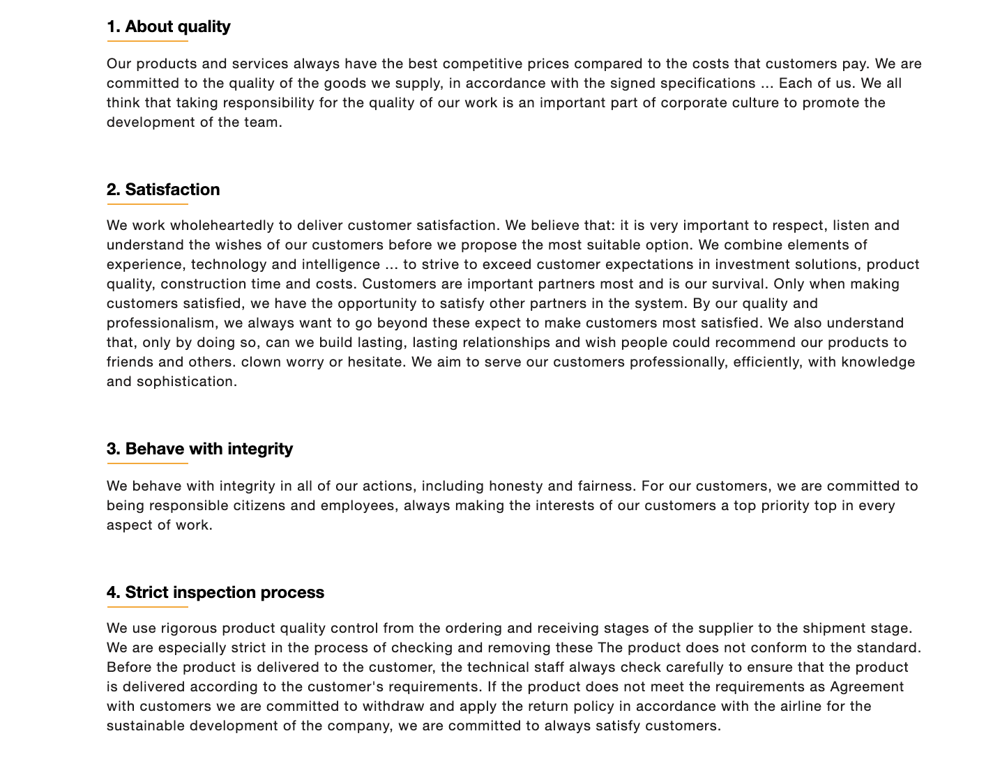 1. About quality
Our products and services always have the best competitive prices compared to the costs that customers pay. We are
committed to the quality of the goods we supply, in accordance with the signed specifications ... Each of us. We all
think that taking responsibility for the quality of our work is an important part of corporate culture to promote the
development of the team.
2. Satisfaction
We work wholeheartedly to deliver customer satisfaction. We believe that: it is very important to respect, listen and
understand the wishes of our customers before we propose the most suitable option. We combine elements of
experience, technology and intelligence ... to strive to exceed customer expectations in investment solutions, product
quality, construction time and costs. Customers are important partners most and is our survival. Only when making
customers satisfied, we have the opportunity to satisfy other partners in the system. By our quality and
professionalism, we always want to go beyond these expect to make customers most satisfied. We also understand
that, only by doing so, can we build lasting, lasting relationships and wish people could recommend our products to
friends and others. clown worry or hesitate. We aim to serve our customers professionally, efficiently, with knowledge
and sophistication.
3. Behave with integrity
We behave with integrity in all of our actions, including honesty and fairness. For our customers, we are committed to
being responsible citizens and employees, always making the interests of our customers a top priority top in every
aspect of work.
4. Strict inspection process
We use rigorous product quality control from the ordering and receiving stages of the supplier to the shipment stage.
We are especially strict in the process of checking and removing these The product does not conform to the standard.
Before the product is delivered to the customer, the technical staff always check carefully to ensure that the product
is delivered according to the customer's requirements. If the product does not meet the requirements as Agreement
with customers we are committed to withdraw and apply the return policy in accordance with the airline for the
sustainable development of the company, we are committed to always satisfy customers.